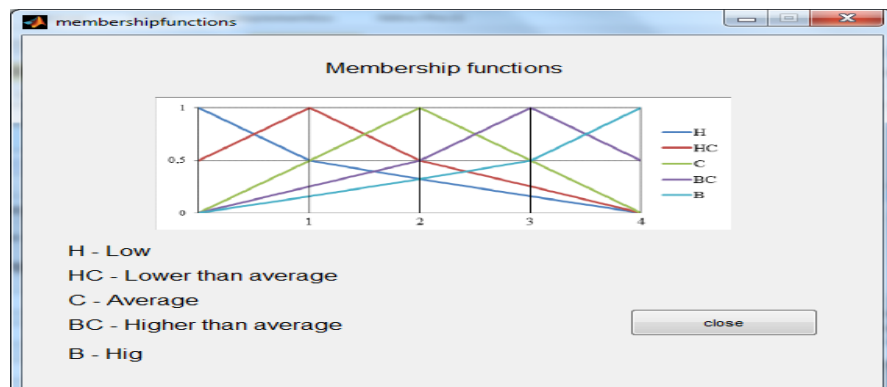 membershipfunctions
Membership functions
1
0.5
0
1 2 3 4
H
HC
C
BC
B
H - Low
HC - Lower than average
C - Average
BC - Higher than average
B - Hig
close